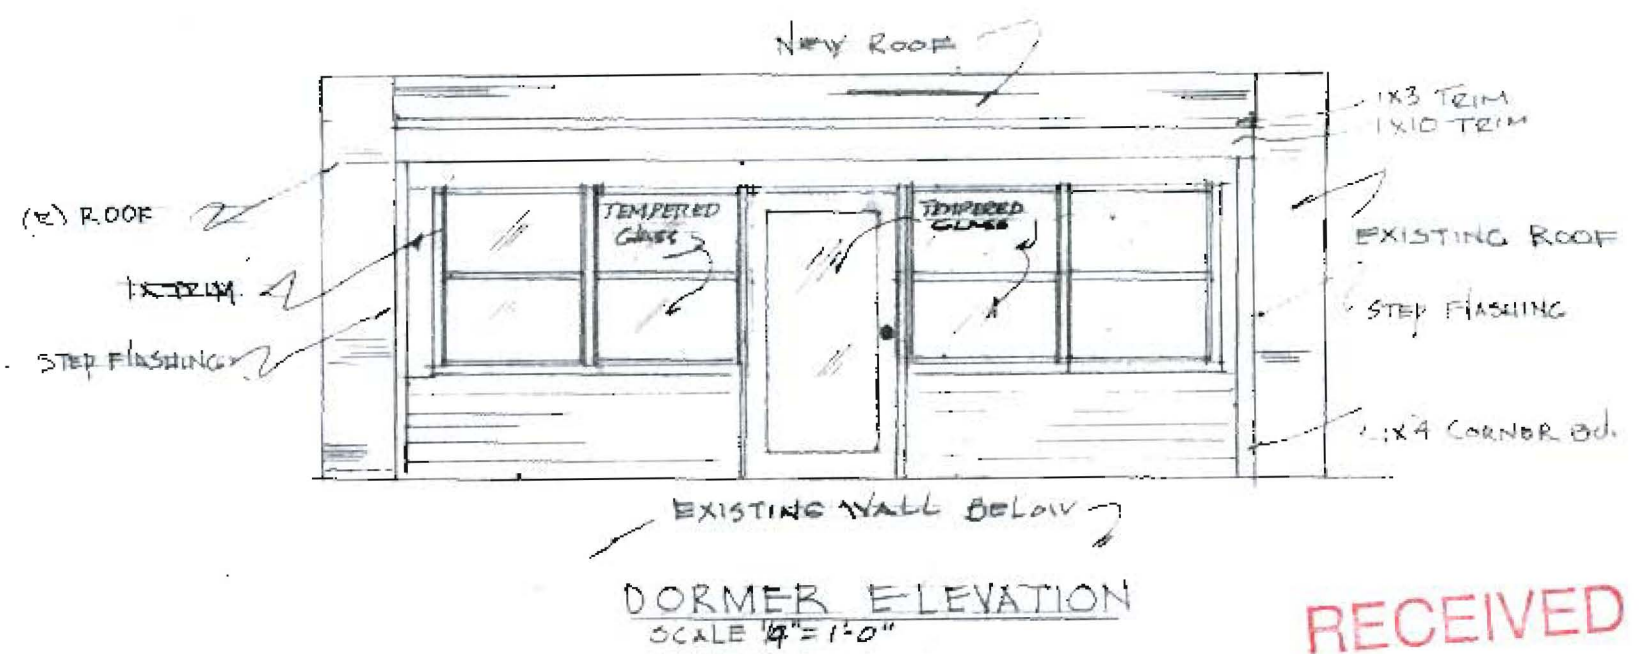 NEW ROOF
1X3 TRIM
1X10 TRIM
(E) ROOF
TEMPERED
GLASS
TEMPERED
GLASS
EXISTING ROOF
1X TRIM
STEP FLASHING
STEP FLASHING
1X4 CORNER BD.
EXISTING WALL BELOW
DORMER ELEVATION
SCALE 1/4" = 1'-0"
RECEIVED